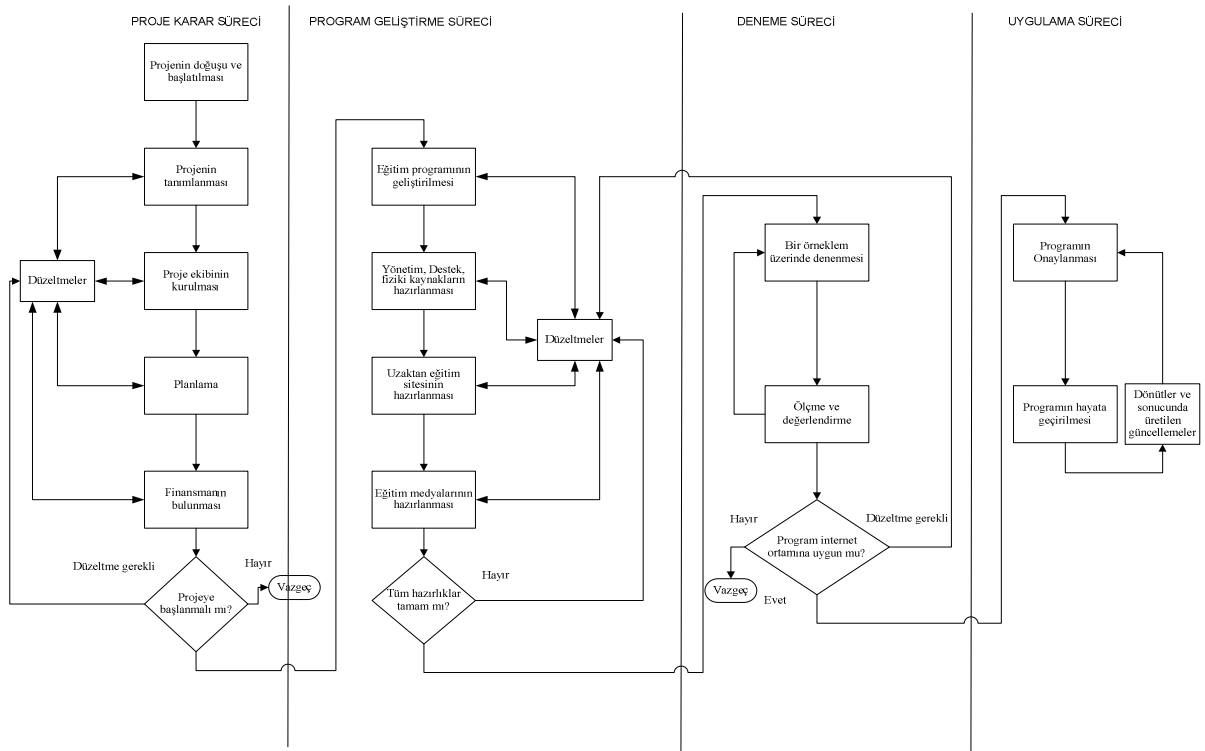 PROJE KARAR SÜRECİ
Projenin doğuşu ve
başlatılması
Projenin
tanımlanması
Düzeltmeler
Proje ekibinin
kurulması
Planlama
Finansmanın
bulunması
Düzeltme gerekli
Hayır
Projeye
başlanmalı mı?
Vazgeç
PROGRAM GELİŞTİRME SÜRECİ
Eğitim programının
geliştirilmesi
Yönetim, Destek,
fiziki kaynakların
hazırlanması
Düzeltmeler
Uzaktan eğitim
sitesinin
hazırlanması
Eğitim medyalarının
hazırlanması
Hayır
Tüm hazırlıklar
tamam mı?
DENEME SÜRECİ
Bir örneklem
üzerinde denenmesi
Ölçme ve
değerlendirme
Hayır
Düzeltme gerekli
Program internet
ortamına uygun mu?
Vazgeç
Evet
UYGULAMA SÜRECİ
Programın
Onaylanması
Programın hayata
geçirilmesi
Dönütler ve
sonucunda
üretilen
güncellemeler